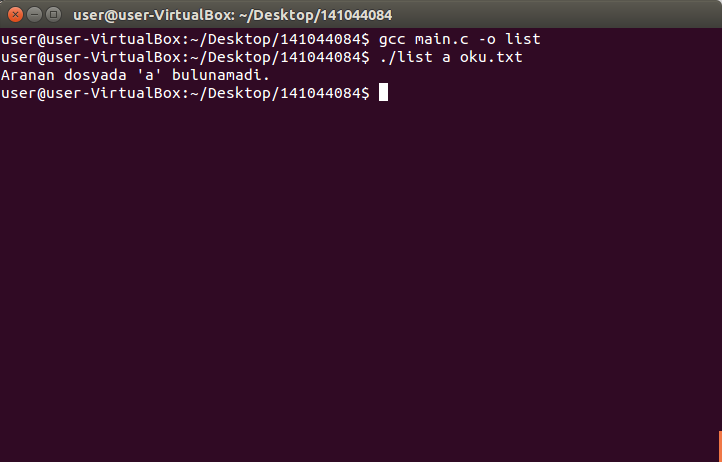 user@user-VirtualBox: ~/Desktop/141044084
user@user-VirtualBox:~/Desktop/141044084$ gcc main.c -o list
user@user-VirtualBox:~/Desktop/141044084$ ./list a oku.txt
Aranan dosyada 'a' bulunamadi.
user@user-VirtualBox:~/Desktop/141044084$